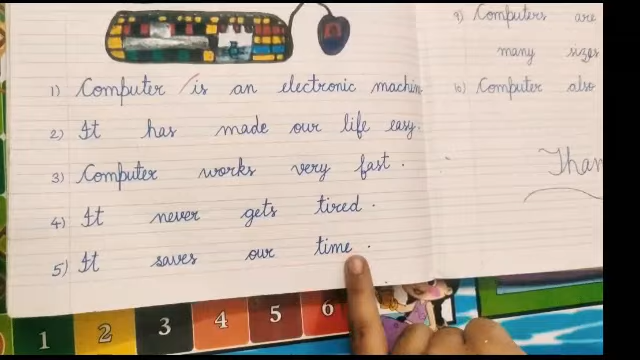 1) Computer is an electronic machin
2) It has made our life easy.
3) Computer works very fast.
4) It never gets tired.
5) It saves our time.
9) Computers are
many sizes
10) Computer also
Than
1 2 3 4 5 6